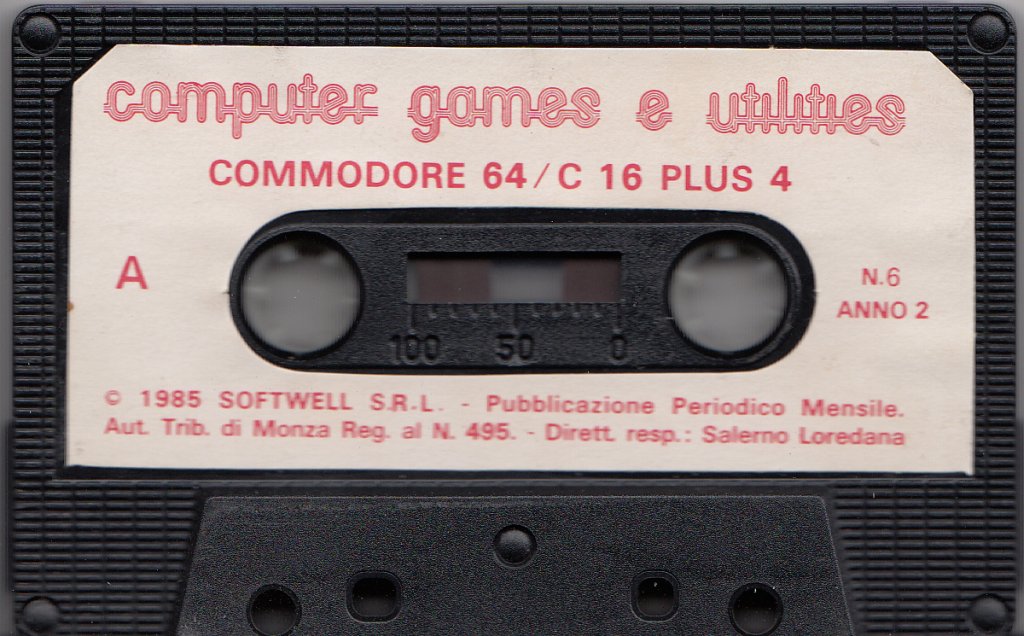 computer games e utilities
COMMODORE 64/C 16 PLUS 4
A
N.6
ANNO 2
100 50 0
© 1985 SOFTWELL S.R.L. - Pubblicazione Periodico Mensile.
Aut. Trib. di Monza Reg. al N. 495. - Dirett. resp.: Salerno Loredana